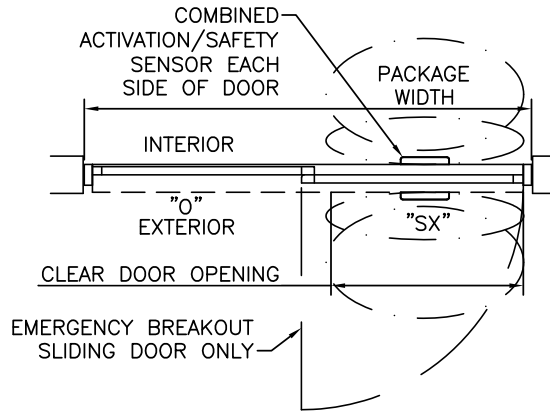 COMBINED
ACTIVATION/SAFETY
SENSOR EACH
SIDE OF DOOR
PACKAGE
WIDTH
INTERIOR
"O"
EXTERIOR
"SX"
CLEAR DOOR OPENING
EMERGENCY BREAKOUT
SLIDING DOOR ONLY